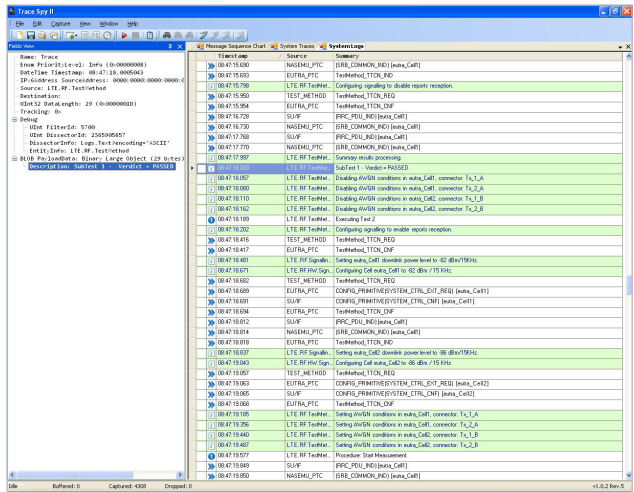 Trace Spy II
File Edit Capture View Window Help
Fields View
Message Sequence Chart System Traces System Logs
Name: Trace
Enum PriorityLevel: Info (0x00000008)
DateTime Timestamp: 08:47:18.0005043
IPv6Address SourceAddress: 0000:0000:0000:0000:0
Source: LTE.RF.TestMethod
Destination:
UInt32 DataLength: 29 (0x0000001D)
Tracking: 0x
Debug
UInt FilterId: 5700
UInt DissectorId: 2365905857
DissectorInfo: Logs.Text?encoding='ASCII'
EntityInfo: LTE.RF.TestMethod
BLOB PayloadData: Binary Large Object (29 bytes)
Description: SubTest 1 - Verdict = PASSED
Timestamp / Source Summary
08:47:15.690 NASEMU_PTC (SRB_COMMON_IND) [eutra_Cell1]
08:47:15.693 EUTRA_PTC TestMethod_TTCN_IND
08:47:15.798 LTE.RF.TestMet... Configuring signalling to disable reports reception.
08:47:15.950 TEST_METHOD TestMethod_TTCN_REQ
08:47:15.954 EUTRA_PTC TestMethod_TTCN_CNF
08:47:16.728 SU/IF (RRC_PDU_IND) [eutra_Cell1]
08:47:16.730 NASEMU_PTC (SRB_COMMON_IND) [eutra_Cell1]
08:47:17.768 SU/IF (RRC_PDU_IND) [eutra_Cell1]
08:47:17.770 NASEMU_PTC (SRB_COMMON_IND) [eutra_Cell1]
08:47:17.997 LTE.RF.TestMet... Summary results processing.
08:47:18.000 LTE.RF.TestMet... SubTest 1 - Verdict = PASSED
08:47:18.057 LTE.RF.TestMet... Disabling AWGN conditions in eutra_Cell1, connector: Tx_1_A
08:47:18.080 LTE.RF.TestMet... Disabling AWGN conditions in eutra_Cell1, connector: Tx_2_A
08:47:18.110 LTE.RF.TestMet... Disabling AWGN conditions in eutra_Cell2, connector: Tx_1_B
08:47:18.162 LTE.RF.TestMet... Disabling AWGN conditions in eutra_Cell2, connector: Tx_2_B
08:47:18.189 LTE.RF.TestMet... Executing Test 2
08:47:18.202 LTE.RF.TestMet... Configuring signalling to enable reports reception.
08:47:18.416 TEST_METHOD TestMethod_TTCN_REQ
08:47:18.417 EUTRA_PTC TestMethod_TTCN_CNF
08:47:18.481 LTE.RF.Signallin... Setting eutra_Cell1 downlink power level to -82 dBm/15KHz.
08:47:18.671 LTE.RF.HW.Sign... Configuring Cell eutra_Cell1 to -82 dBm / 15 KHz.
08:47:18.682 TEST_METHOD TestMethod_TTCN_REQ
08:47:18.689 EUTRA_PTC CONFIG_PRIMITIVE(SYSTEM_CTRL_EXT_REQ) [eutra_Cell1]
08:47:18.691 SU/IF CONFIG_PRIMITIVE(SYSTEM_CTRL_CNF) [eutra_Cell1]
08:47:18.694 EUTRA_PTC TestMethod_TTCN_CNF
08:47:18.812 SU/IF (RRC_PDU_IND) [eutra_Cell1]
08:47:18.814 NASEMU_PTC (SRB_COMMON_IND) [eutra_Cell1]
08:47:18.818 EUTRA_PTC TestMethod_TTCN_IND
08:47:18.837 LTE.RF.Signallin... Setting eutra_Cell2 downlink power level to -86 dBm/15KHz.
08:47:19.043 LTE.RF.HW.Sign... Configuring Cell eutra_Cell2 to -86 dBm / 15 KHz.
08:47:19.057 TEST_METHOD TestMethod_TTCN_REQ
08:47:19.063 EUTRA_PTC CONFIG_PRIMITIVE(SYSTEM_CTRL_EXT_REQ) [eutra_Cell2]
08:47:19.065 SU/IF CONFIG_PRIMITIVE(SYSTEM_CTRL_CNF) [eutra_Cell2]
08:47:19.068 EUTRA_PTC TestMethod_TTCN_CNF
08:47:19.185 LTE.RF.TestMet... Setting AWGN conditions in eutra_Cell1, connector: Tx_1_A
08:47:19.356 LTE.RF.TestMet... Setting AWGN conditions in eutra_Cell1, connector: Tx_2_A
08:47:19.440 LTE.RF.TestMet... Setting AWGN conditions in eutra_Cell2, connector: Tx_1_B
08:47:19.487 LTE.RF.TestMet... Setting AWGN conditions in eutra_Cell2, connector: Tx_2_B
08:47:19.577 LTE.RF.TestMet... Procedure: Start Measurement.
08:47:19.849 SU/IF (RRC_PDU_IND) [eutra_Cell1]
08:47:19.850 NASEMU_PTC (SRB_COMMON_IND) [eutra_Cell1]
Idle Buffered: 0 Captured: 4308 Dropped: 0 v1.8.2 Rev.5